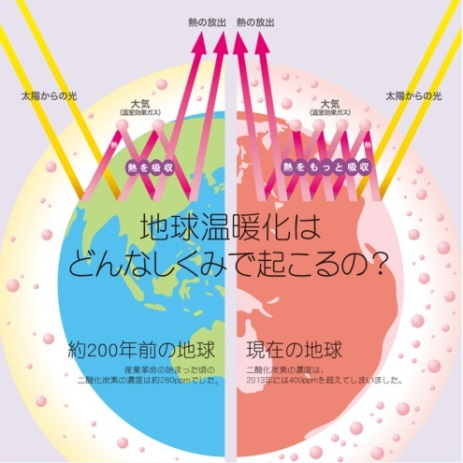 熱の放出 熱の放出
太陽からの光 大気 大気 太陽からの光
(温室効果ガス) (温室効果ガス)
熱 熱
熱を吸収 熱をもっと吸収
地球温暖化は
どんなしくみで起こるの?
約200年前の地球
産業革命の始まった頃の
二酸化炭素の濃度は約280ppmでした。
現在の地球
二酸化炭素の濃度は、
2013年には400ppmを超えてしまいました。